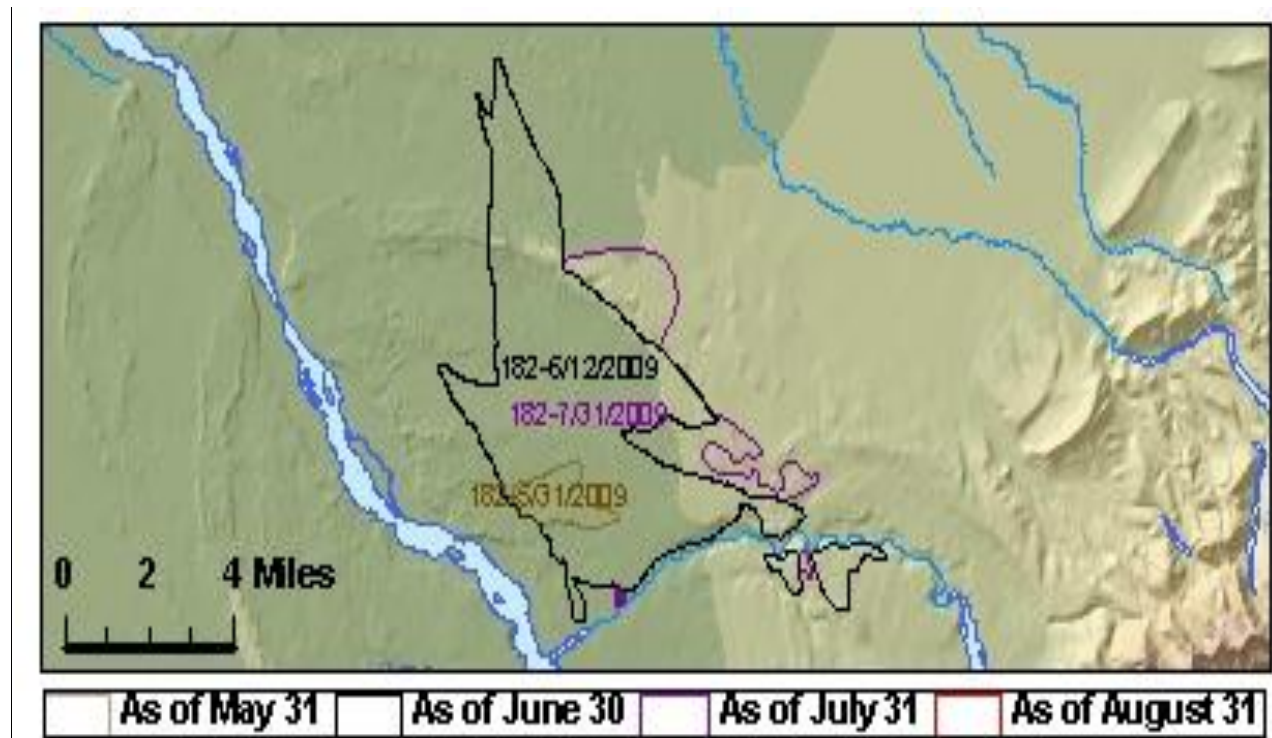 182-6/12/2009
182-7/31/2009
182-5/31/2009
0 2 4 Miles
As of May 31 As of June 30 As of July 31 As of August 31